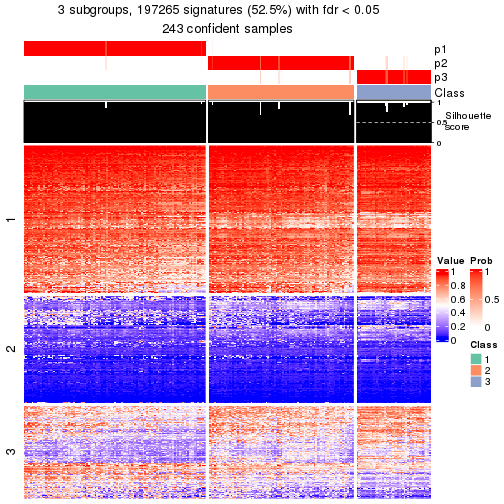 3 subgroups, 197265 signatures (52.5%) with fdr < 0.05
243 confident samples
p1
p2
p3
Class
1
0.5
0
Silhouette
score
1
2
3
Value
1
0.8
0.6
0.4
0.2
0
Prob
1
0.5
0
Class
1
2
3